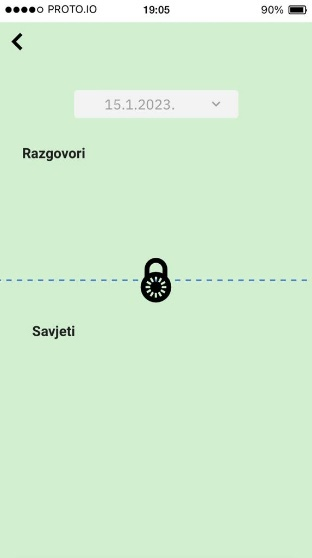 PROTO.IO 19:05 90%
15.1.2023.
Razgovori
Savjeti